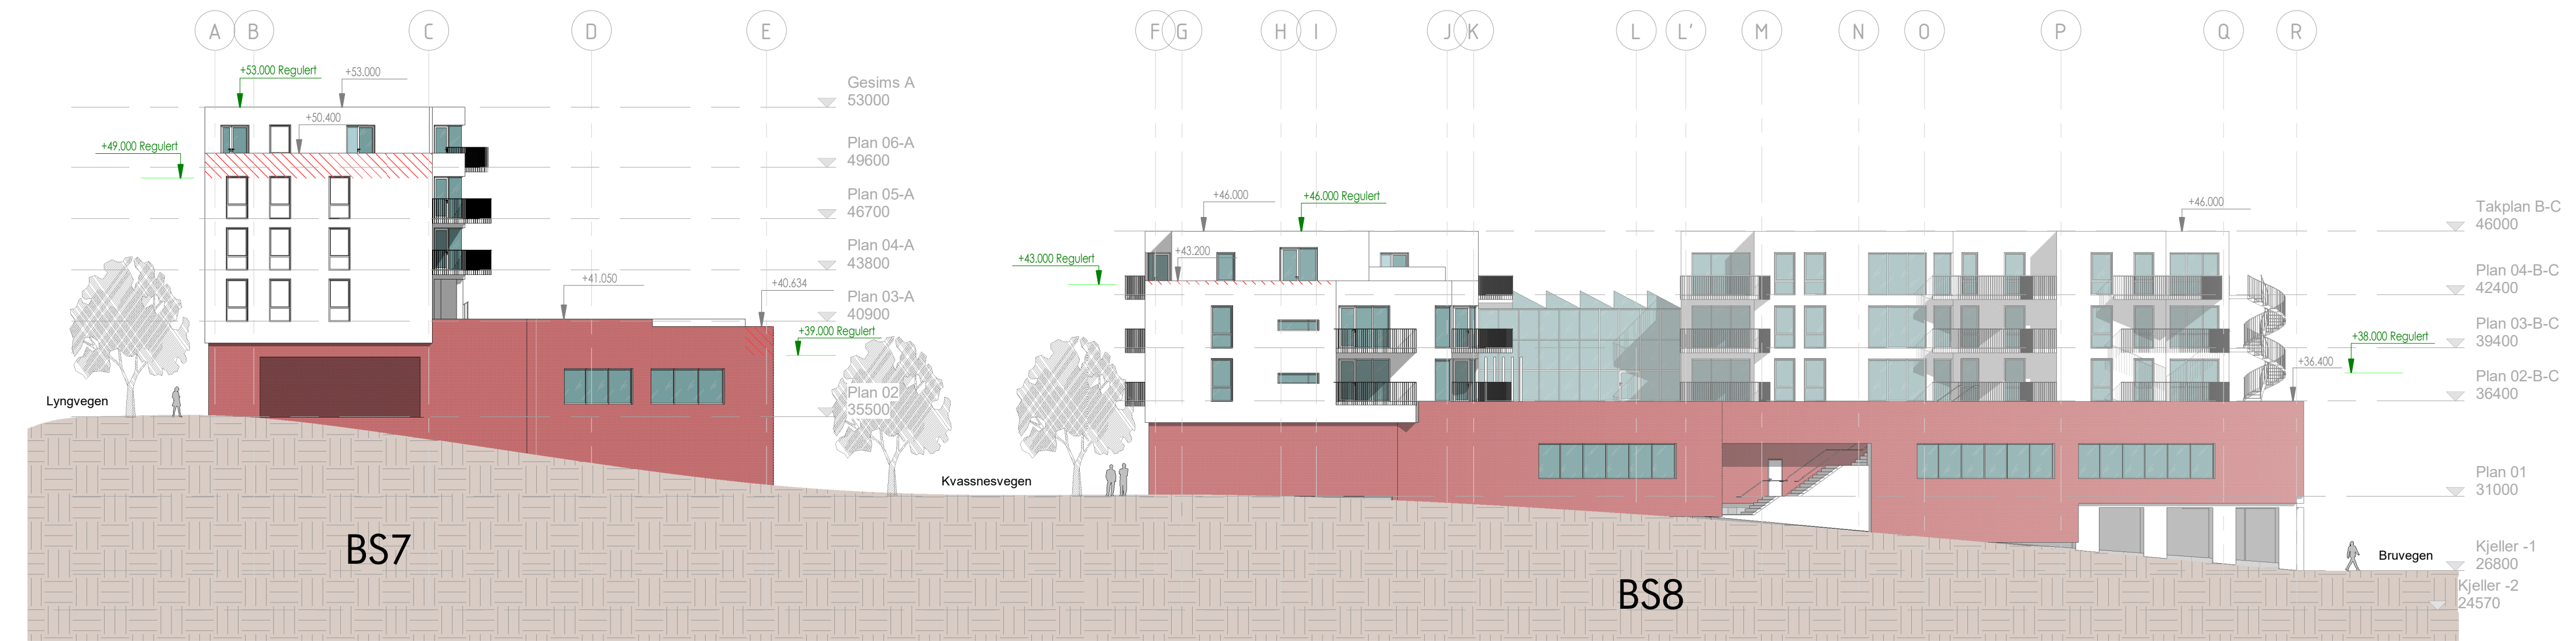 A B C D E F G H I J K L L' M N O P Q R
+53.000 Regulert
+53.000
Gesims A
53000
+50.400
+49.000 Regulert
Plan 06-A
49600
Plan 05-A
46700
Plan 04-A
43800
+41.050
+40.634
Plan 03-A
40900
+39.000 Regulert
Plan 02
35500
Lyngvegen
Kvassnesvegen
BS7
+46.000
+46.000 Regulert
+43.200
+43.000 Regulert
+46.000
Takplan B-C
46000
Plan 04-B-C
42400
Plan 03-B-C
39400
+38.000 Regulert
+36.400
Plan 02-B-C
36400
Plan 01
31000
Bruvegen
Kjeller -1
26800
Kjeller -2
24570
BS8